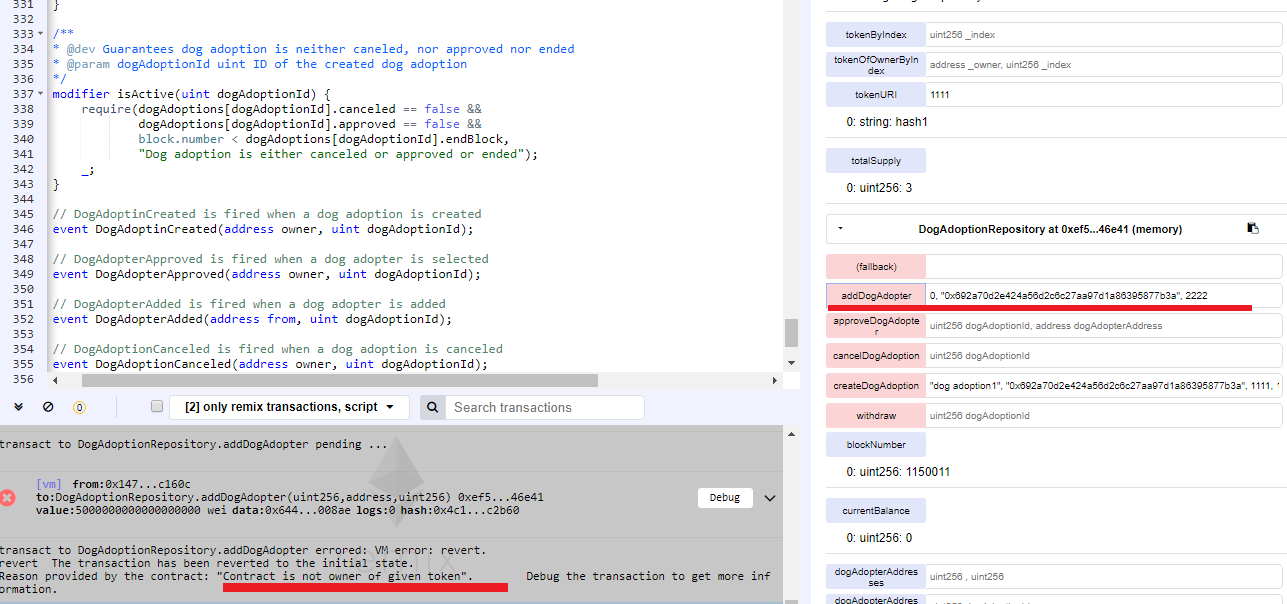 331 }
332
333 /**
334 * @dev Guarantees dog adoption is neither caneled, nor approved nor ended
335 * @param dogAdoptionId uint ID of the created dog adoption
336 */
337 modifier isActive(uint dogAdoptionId) {
338 require(dogAdoptions[dogAdoptionId].canceled == false &&
339 dogAdoptions[dogAdoptionId].approved == false &&
340 block.number < dogAdoptions[dogAdoptionId].endBlock,
341 "Dog adoption is either canceled or approved or ended");
342 _;
343 }
344
345 // DogAdoptinCreated is fired when a dog adoption is created
346 event DogAdoptinCreated(address owner, uint dogAdoptionId);
347
348 // DogAdopterApproved is fired when a dog adopter is selected
349 event DogAdopterApproved(address owner, uint dogAdoptionId);
350
351 // DogAdopterAdded is fired when a dog adopter is added
352 event DogAdopterAdded(address from, uint dogAdoptionId);
353
354 // DogAdoptionCanceled is fired when a dog adoption is canceled
355 event DogAdoptionCanceled(address owner, uint dogAdoptionId);
356
0 [2] only remix transactions, script Search transactions
transact to DogAdoptionRepository.addDogAdopter pending ...
[vm] from:0x147...c160c
to:DogAdoptionRepository.addDogAdopter(uint256,address,uint256) 0xef5...46e41
value:5000000000000000000 wei data:0x644...008ae logs:0 hash:0x4c1...c2b60
Debug
transact to DogAdoptionRepository.addDogAdopter errored: VM error: revert.
revert The transaction has been reverted to the initial state.
Reason provided by the contract: "Contract is not owner of given token". Debug the transaction to get more inf
ormation.
tokenByIndex uint256 _index
tokenOfOwnerByIn
dex
address _owner, uint256 _index
tokenURI 1111
0: string: hash1
totalSupply
0: uint256: 3
DogAdoptionRepository at 0xef5...46e41 (memory)
(fallback)
addDogAdopter 0, "0x692a70d2e424a56d2c6c27aa97d1a86395877b3a", 2222
approveDogAdopte
r
uint256 dogAdoptionId, address dogAdopterAddress
cancelDogAdoption uint256 dogAdoptionId
createDogAdoption "dog adoption1", "0x692a70d2e424a56d2c6c27aa97d1a86395877b3a", 1111, 1
withdraw uint256 dogAdoptionId
blockNumber
0: uint256: 1150011
currentBalance
0: uint256: 0
dogAdopterAddres
ses
uint256 , uint256
dogAdopterAddres